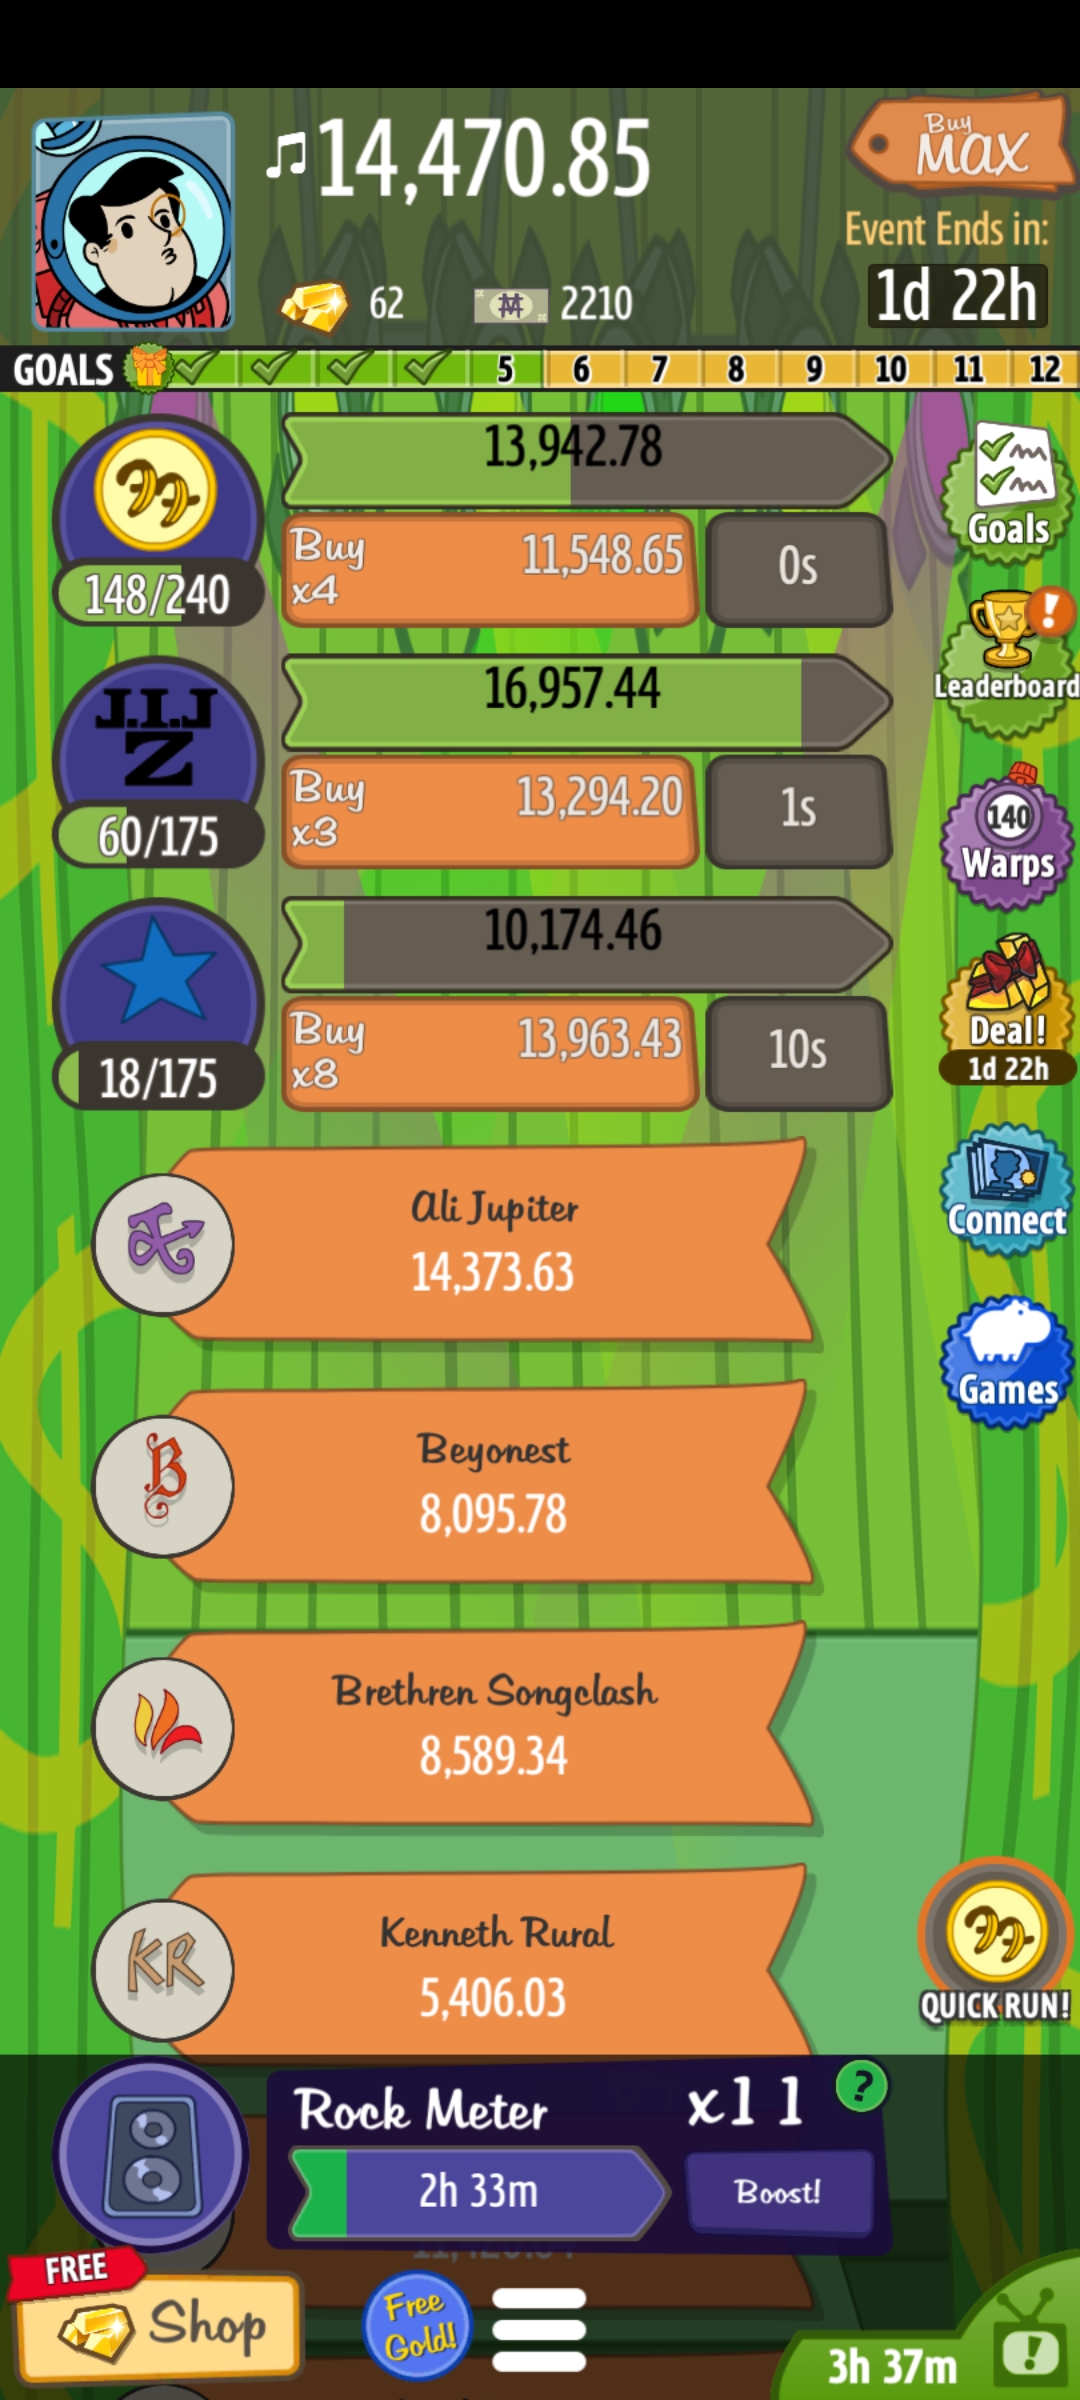 14,470.85
Buy
MAX
Event Ends in:
1d 22h
62
2210
GOALS 5 6 7 8 9 10 11 12
13,942.78
148/240
Buy
x4
11,548.65
0s
Goals
J.I.J
Z
16,957.44
60/175
Buy
x3
13,294.20
1s
!
Leaderboard
140
Warps
10,174.46
18/175
Buy
x8
13,963.43
10s
Deal!
1d 22h
Ali Jupiter
14,373.63
Connect
Games
B
Beyonest
8,095.78
Brethren Songclash
8,589.34
KR
Kenneth Rural
5,406.03
QUICK RUN!
Rock Meter
x11
?
2h 33m
Boost!
FREE
Shop
Free
Gold!
3h 37m
!